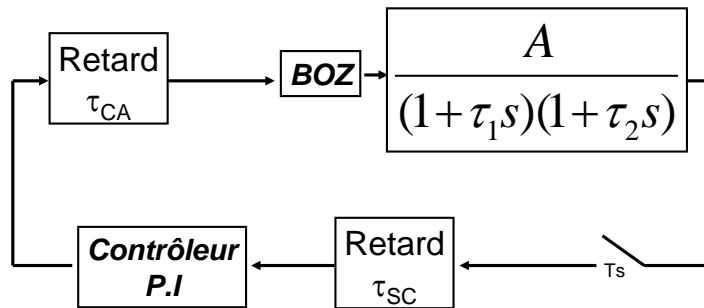 Retard
τCA
BOZ
A
(1+τ1s)(1+τ2s)
Contrôleur
P.I
Retard
τSC
Ts